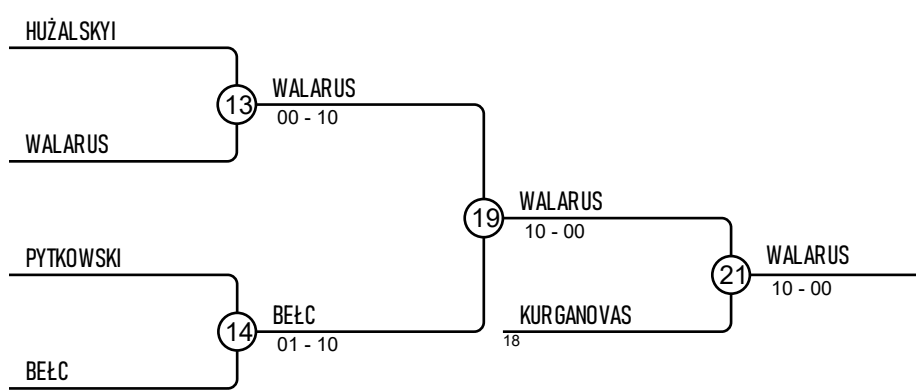 HUŻALSKYI
13
WALARUS
00 - 10
WALARUS
19
WALARUS
10 - 00
PYTKOWSKI
14
BEŁC
01 - 10
BEŁC
21
WALARUS
10 - 00
KURGANOVAS
18